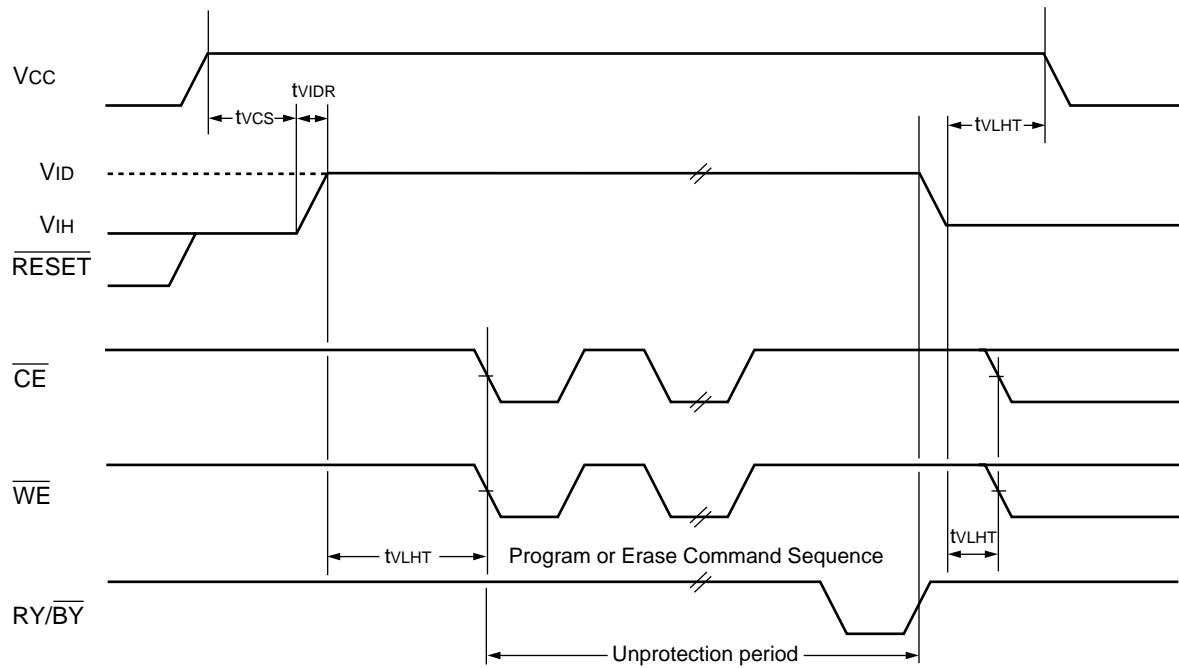 VCC
tVIDR
tVCS
tVLHT
VID
VIH
RESET
CE
WE
tVLHT
tVLHT Program or Erase Command Sequence
RY/BY
Unprotection period